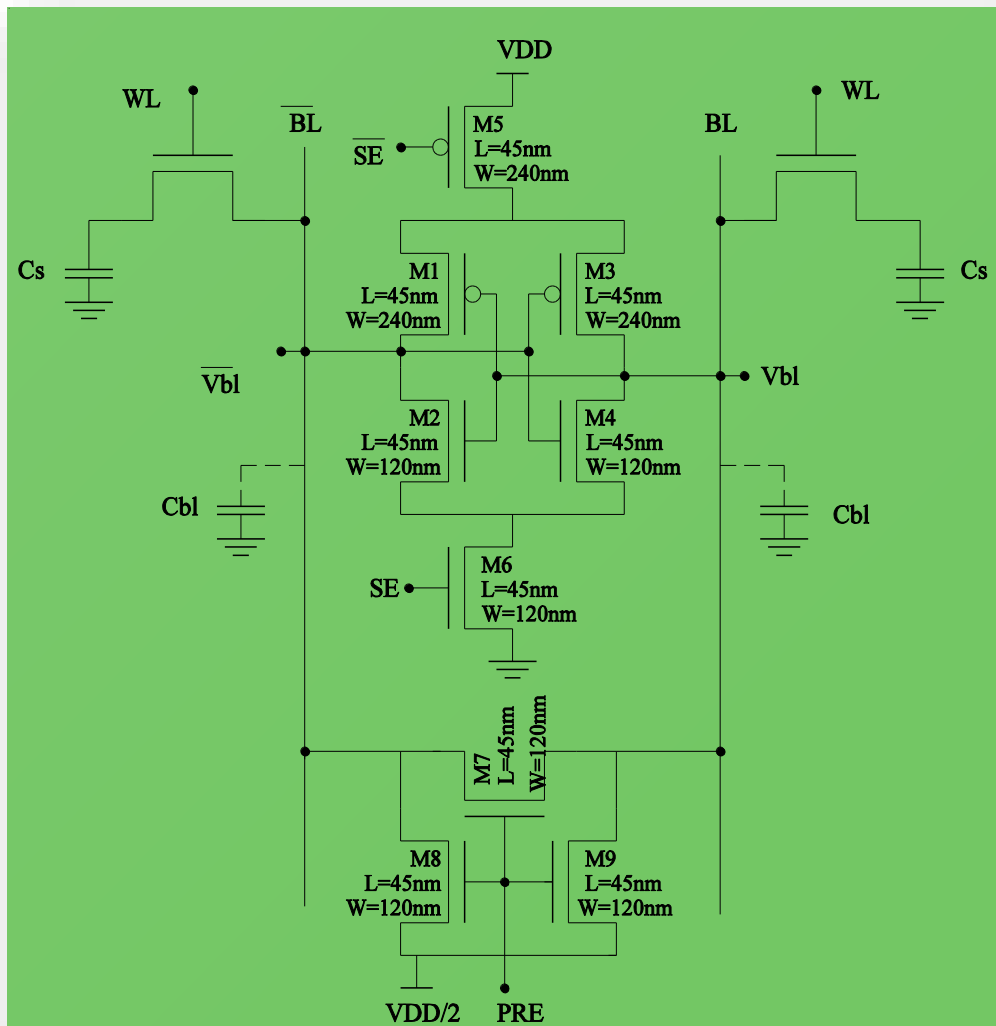 VDD
WL
BL
SE
M5
L=45nm
W=240nm
BL
WL
Cs
M1
L=45nm
W=240nm
M3
L=45nm
W=240nm
Cs
Vbl
Vbl
M2
L=45nm
W=120nm
M4
L=45nm
W=120nm
Cbl
Cbl
SE
M6
L=45nm
W=120nm
M7
L=45nm
W=120nm
M8
L=45nm
W=120nm
M9
L=45nm
W=120nm
VDD/2
PRE